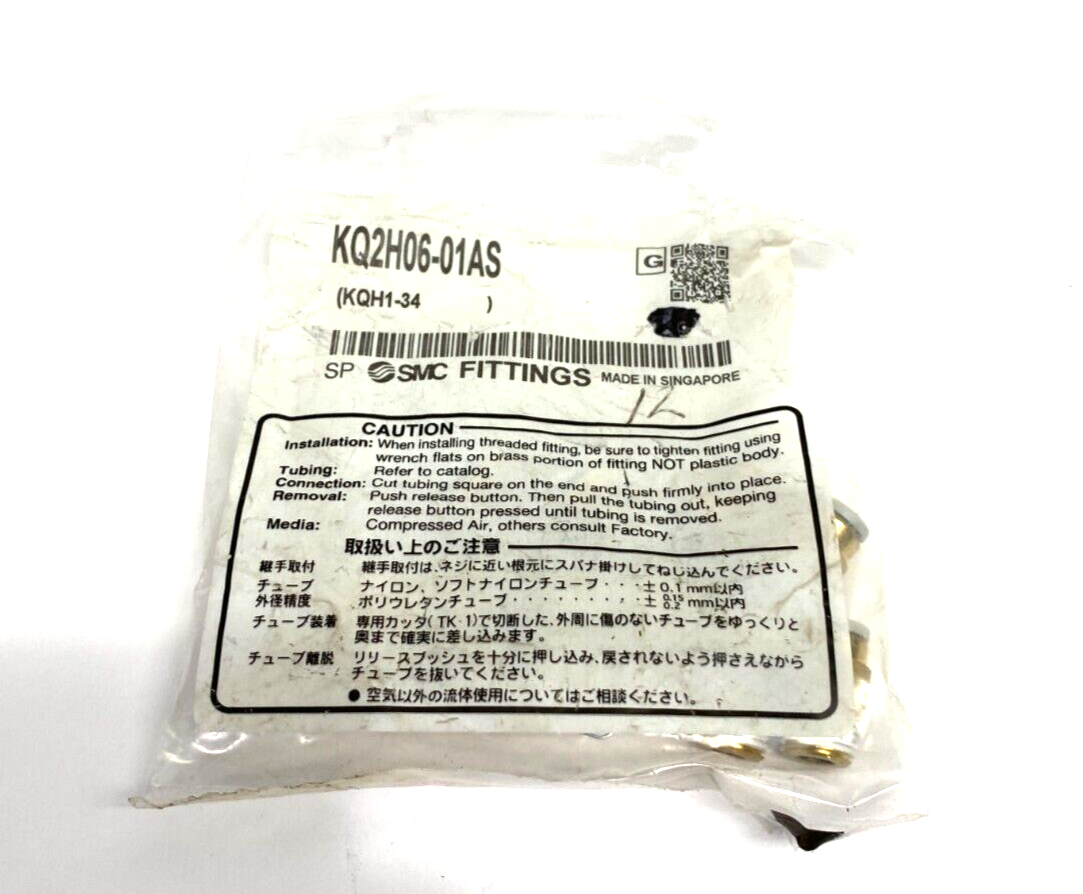 KQ2H06-01AS
G
(KQH1-34 )
SP SMC FITTINGS MADE IN SINGAPORE
CAUTION
Installation: When installing threaded fitting, be sure to tighten fitting using
wrench flats on brass portion of fitting NOT plastic body.
Tubing: Refer to catalog.
Connection: Cut tubing square on the end and push firmly into place.
Removal: Push release button. Then pull the tubing out, keeping
release button pressed until tubing is removed.
Media: Compressed Air, others consult Factory.
取扱い上のご注意
継手取付 継手取付は、ネジに近い根元にスパナ掛けしてねじ込んでください。
チューブ ナイロン、ソフトナイロンチューブ・・・± 0.1 mm以内
外径精度 ポリウレタンチューブ・・・・・・・・・± 0.15 0.2 mm以内
チューブ装着 専用カッタ(TK-1)で切断した、外周に傷のないチューブをゆっくりと
奥まで確実に差し込みます。
チューブ離脱 リリースブッシュを十分に押し込み、戻されないよう押さえながら
チューブを抜いてください。
● 空気以外の流体使用についてはご相談ください。